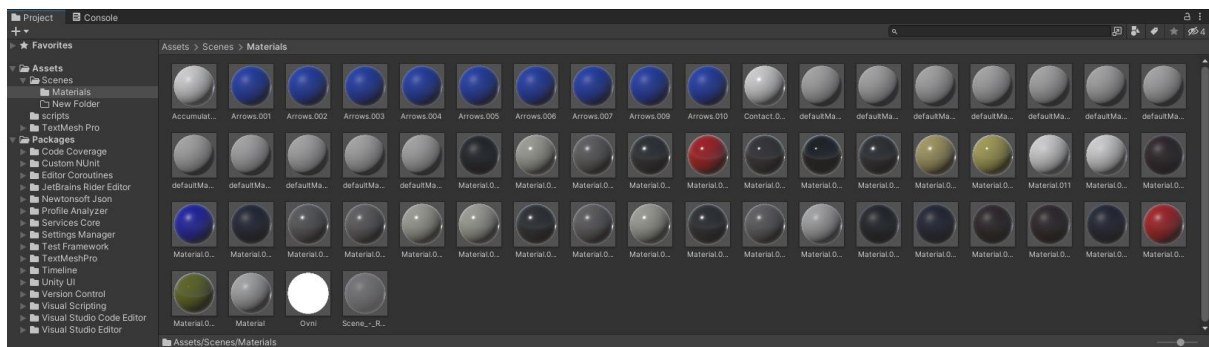 Project Console
4
Favorites
Assets
Scenes
Materials
New Folder
scripts
TextMesh Pro
Packages
Code Coverage
Custom NUnit
Editor Coroutines
JetBrains Rider Editor
Newtonsoft Json
Profile Analyzer
Services Core
Settings Manager
Test Framework
TextMeshPro
Timeline
Unity UI
Version Control
Visual Scripting
Visual Studio Code Editor
Visual Studio Editor
Assets > Scenes > Materials
Accumulat... Arrows.001 Arrows.002 Arrows.003 Arrows.004 Arrows.005 Arrows.006 Arrows.007 Arrows.009 Arrows.010 Contact.0... defaultMa... defaultMa... defaultMa... defaultMa... defaultMa... defaultMa... defaultMa...
defaultMa... defaultMa... defaultMa... defaultMa... defaultMa... Material.0... Material.0... Material.0... Material.0... Material.0... Material.0... Material.0... Material.0... Material.0... Material.0... Material.011 Material.0... Material.0...
Material.0... Material.0... Material.0... Material.0... Material.0... Material.0... Material.0... Material.0... Material.0... Material.0... Material.0... Material.0... Material.0... Material.0... Material.0... Material.0... Material.0... Material.0...
Material.0... Material Ovni Scene_-_R...
Assets/Scenes/Materials